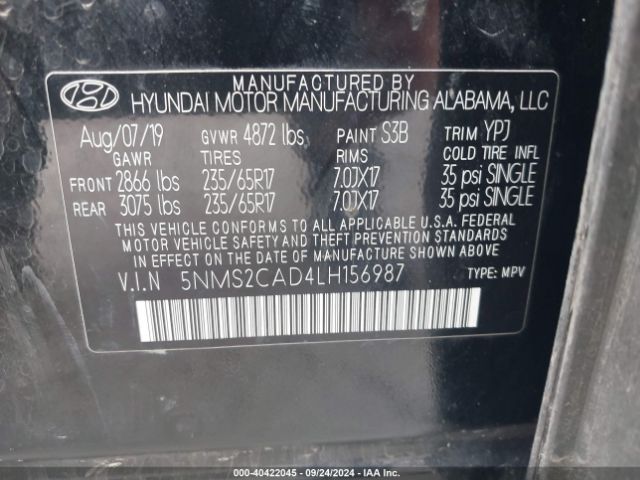 MANUFACTURED BY
HYUNDAI MOTOR MANUFACTURING ALABAMA, LLC
Aug/07/19 GVWR 4872 lbs PAINT S3B TRIM YPJ
GAWR TIRES RIMS COLD TIRE INFL
FRONT 2866 lbs 235/65R17 7.0JX17 35 psi SINGLE
REAR 3075 lbs 235/65R17 7.0JX17 35 psi SINGLE
THIS VEHICLE CONFORMS TO ALL APPLICABLE U.S.A. FEDERAL
MOTOR VEHICLE SAFETY AND THEFT PREVENTION STANDARDS
IN EFFECT ON THE DATE OF MANUFACTURE SHOWN ABOVE.
V.I.N 5NMS2CAD4LH156987 TYPE: MPV
000-40422045 - 09/24/2024 - IAAI.COM